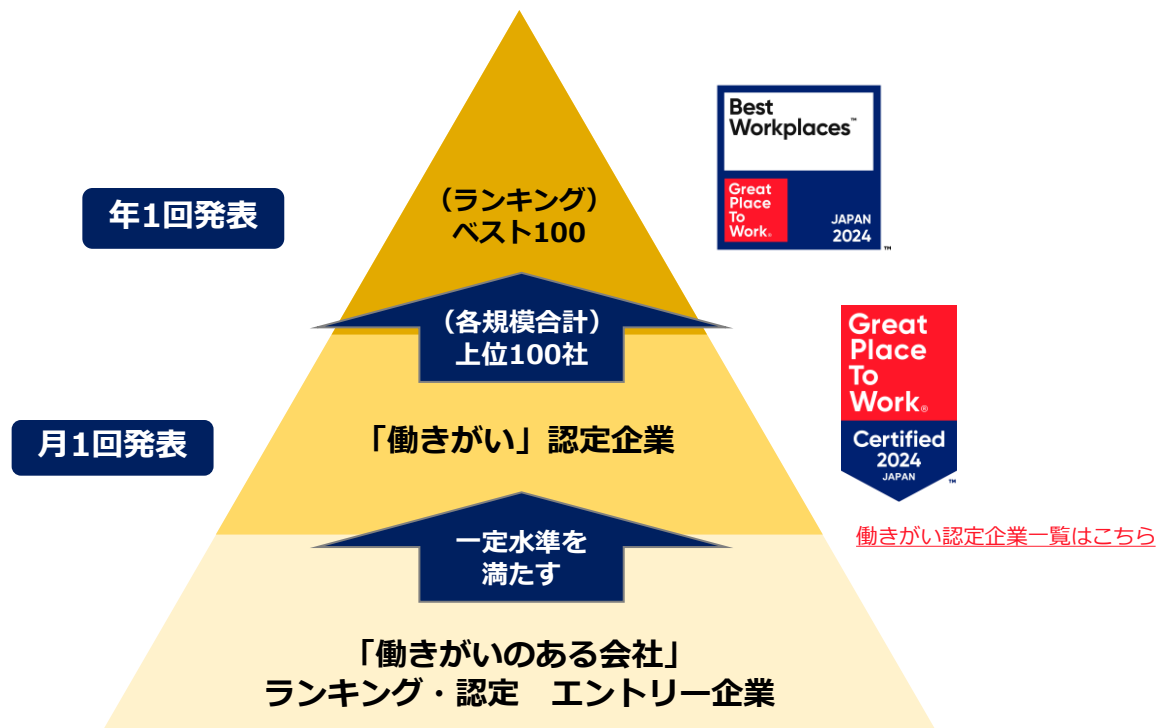 Best
Workplaces™
Great
Place
To
Work®
JAPAN
2024
™
年1回発表
（ランキング）
ベスト100
（各規模合計）
上位100社
Great
Place
To
Work®
Certified
2024
JAPAN
™
月1回発表
「働きがい」認定企業
働きがい認定企業一覧はこちら
一定水準を
満たす
「働きがいのある会社」
ランキング・認定　エントリー企業